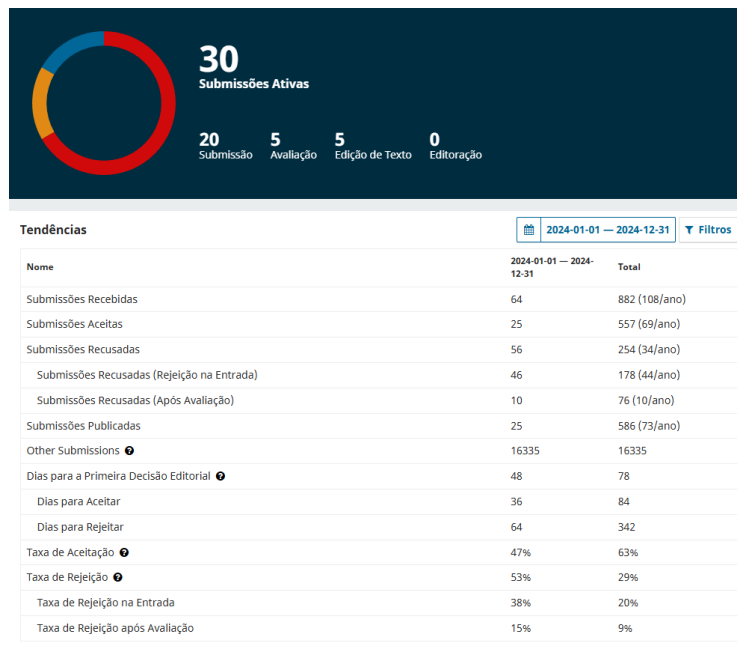 30
Submissões Ativas
20 5 5 0
Submissão Avaliação Edição de Texto Editoração
Tendências 2024-01-01 — 2024-12-31 Filtros
Nome 2024-01-01 — 2024-12-31 Total
Submissões Recebidas 64 882 (108/ano)
Submissões Aceitas 25 557 (69/ano)
Submissões Recusadas 56 254 (34/ano)
Submissões Recusadas (Rejeição na Entrada) 46 178 (44/ano)
Submissões Recusadas (Após Avaliação) 10 76 (10/ano)
Submissões Publicadas 25 586 (73/ano)
Other Submissions 16335 16335
Dias para a Primeira Decisão Editorial 48 78
Dias para Aceitar 36 84
Dias para Rejeitar 64 342
Taxa de Aceitação 47% 63%
Taxa de Rejeição 53% 29%
Taxa de Rejeição na Entrada 38% 20%
Taxa de Rejeição após Avaliação 15% 9%